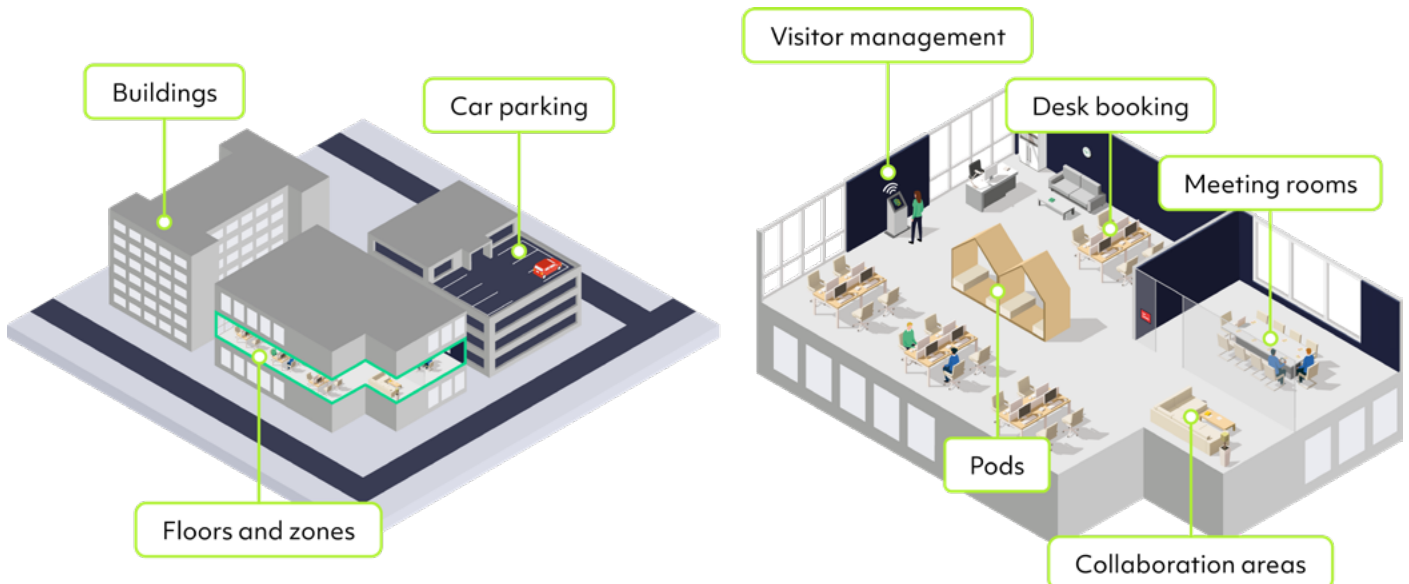 Buildings
Car parking
Floors and zones
Visitor management
Desk booking
Meeting rooms
Pods
Collaboration areas